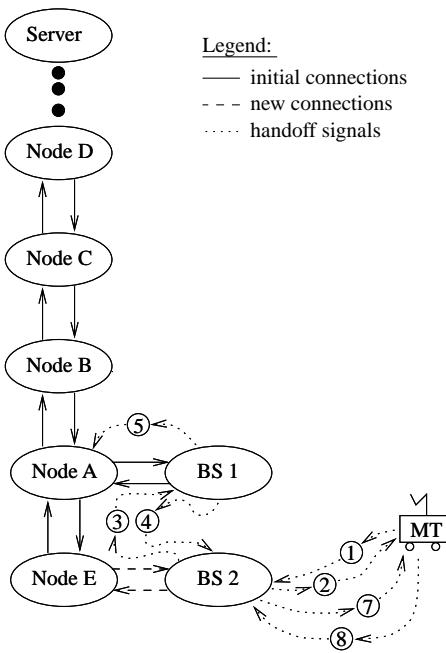 Server
Legend:
initial connections
new connections
handoff signals
Node D
Node C
Node B
5
Node A
BS 1
3
4
MT
1
Node E
BS 2
2
7
8